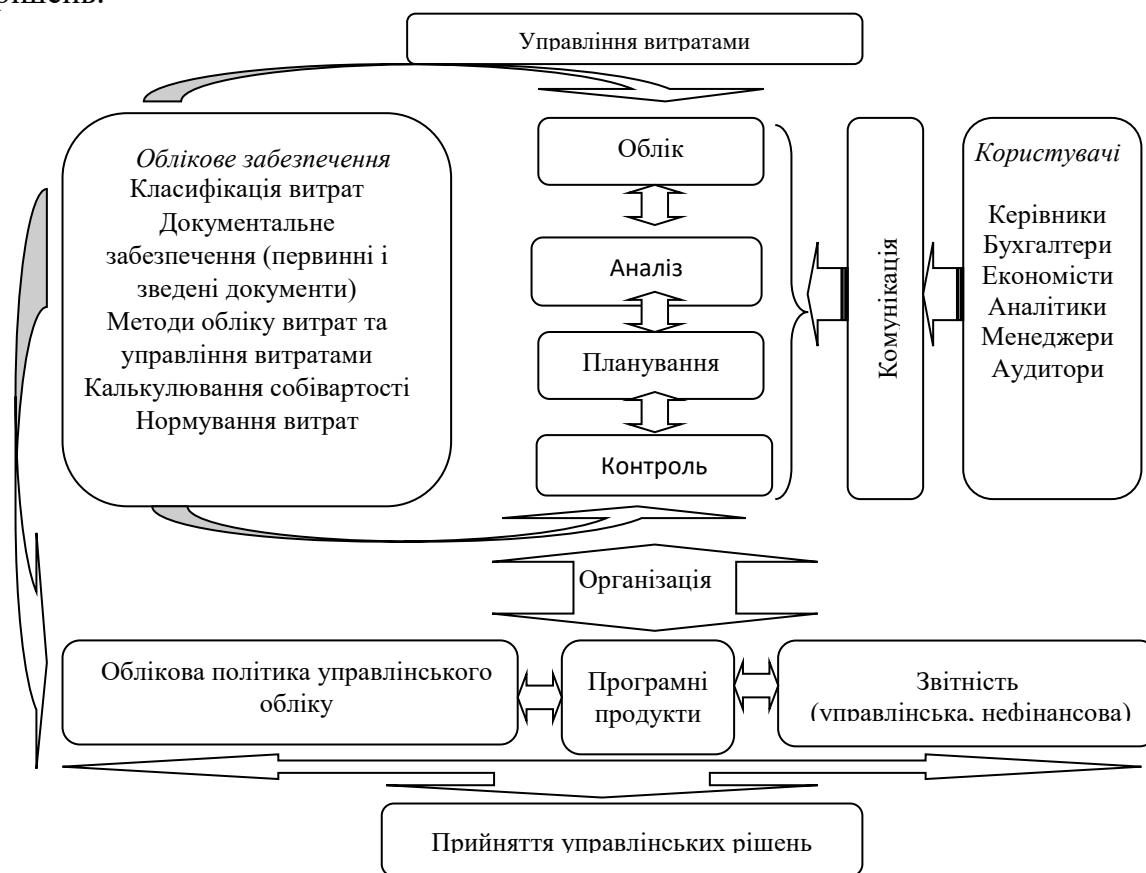 рішень.
Управління витратами
Облікове забезпечення
Класифікація витрат
Документальне
забезпечення (первинні і
зведені документи)
Методи обліку витрат та
управління витратами
Калькулювання собівартості
Нормування витрат
Облік
Аналіз
Планування
Контроль
Комунікація
Користувачі
Керівники
Бухгалтери
Економісти
Аналітики
Менеджери
Аудитори
Організація
Облікова політика управлінського
обліку
Програмні
продукти
Звітність
(управлінська, нефінансова)
Прийняття управлінських рішень